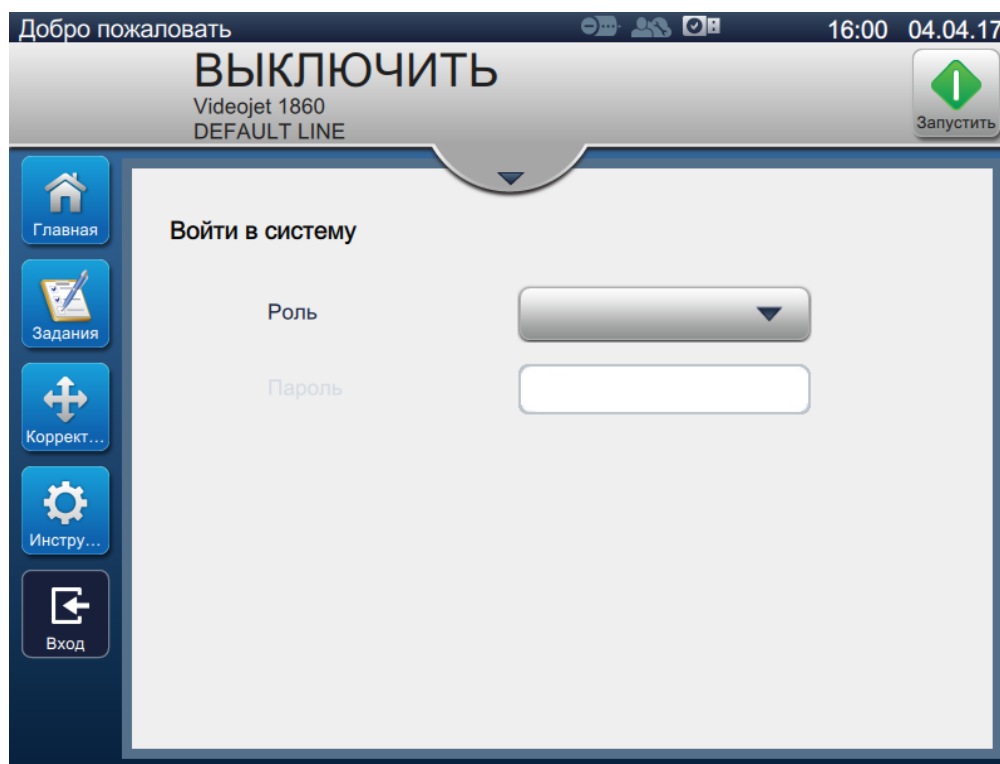 Добро пожаловать
16:00 04.04.17
ВЫКЛЮЧИТЬ
Videojet 1860
DEFAULT LINE
Запустить
Главная
Войти в систему
Роль
Задания
Пароль
Коррект...
Инстру...
Вход